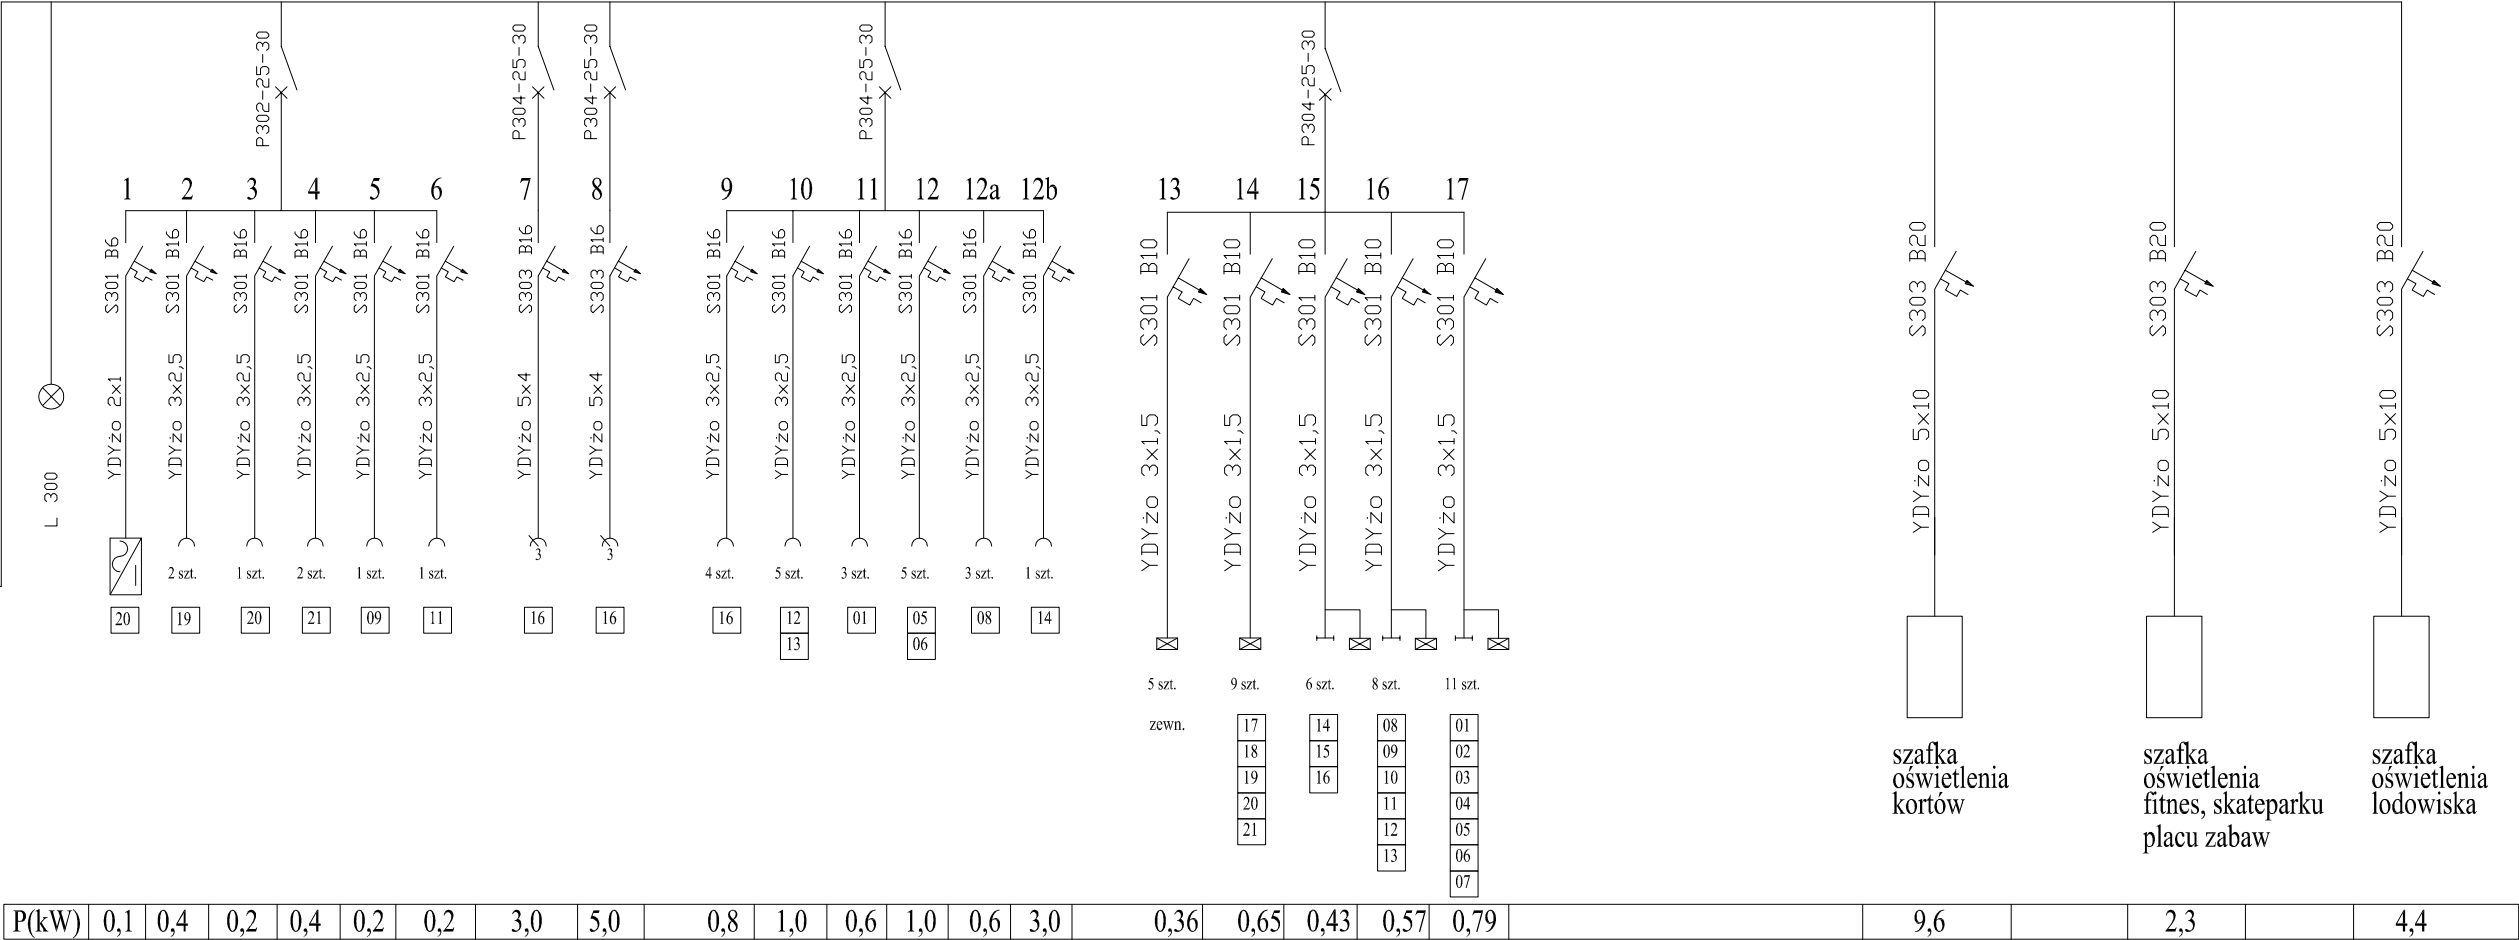 P302-25-30
P304-25-30
P304-25-30
P304-25-30
P304-25-30
1 2 3 4 5 6 7 8 9 10 11 12 12a 12b 13 14 15 16 17
S301 B6
S301 B16
S301 B16
S301 B16
S301 B16
S301 B16
S303 B16
S303 B16
S301 B16
S301 B16
S301 B16
S301 B16
S301 B16
S301 B16
S301 B10
S301 B10
S301 B10
S301 B10
S301 B10
S303 B20
S303 B20
S303 B20
L 300
YDYżo 2x1
YDYżo 3x2,5
YDYżo 3x2,5
YDYżo 3x2,5
YDYżo 3x2,5
YDYżo 3x2,5
YDYżo 5x4
YDYżo 5x4
YDYżo 3x2,5
YDYżo 3x2,5
YDYżo 3x2,5
YDYżo 3x2,5
YDYżo 3x2,5
YDYżo 3x2,5
YDYżo 3x1,5
YDYżo 3x1,5
YDYżo 3x1,5
YDYżo 3x1,5
YDYżo 3x1,5
YDYżo 5x10
YDYżo 5x10
YDYżo 5x10
3 3
2 szt. 1 szt. 2 szt. 1 szt. 1 szt. 4 szt. 5 szt. 3 szt. 5 szt. 3 szt. 1 szt.
20 19 20 21 09 11 16 16 16 12 01 05 08 14
13 06
5 szt. 9 szt. 6 szt. 8 szt. 11 szt.
zewn. 17 14 08 01
18 15 09 02
19 16 10 03
20 11 04
21 12 05
13 06
07
szafka
oświetlenia
kortów
szafka
oświetlenia
fitnes, skateparku
placu zabaw
szafka
oświetlenia
lodowiska
P(kW) 0,1 0,4 0,2 0,4 0,2 0,2 3,0 5,0 0,8 1,0 0,6 1,0 0,6 3,0 0,36 0,65 0,43 0,57 0,79 9,6 2,3 4,4